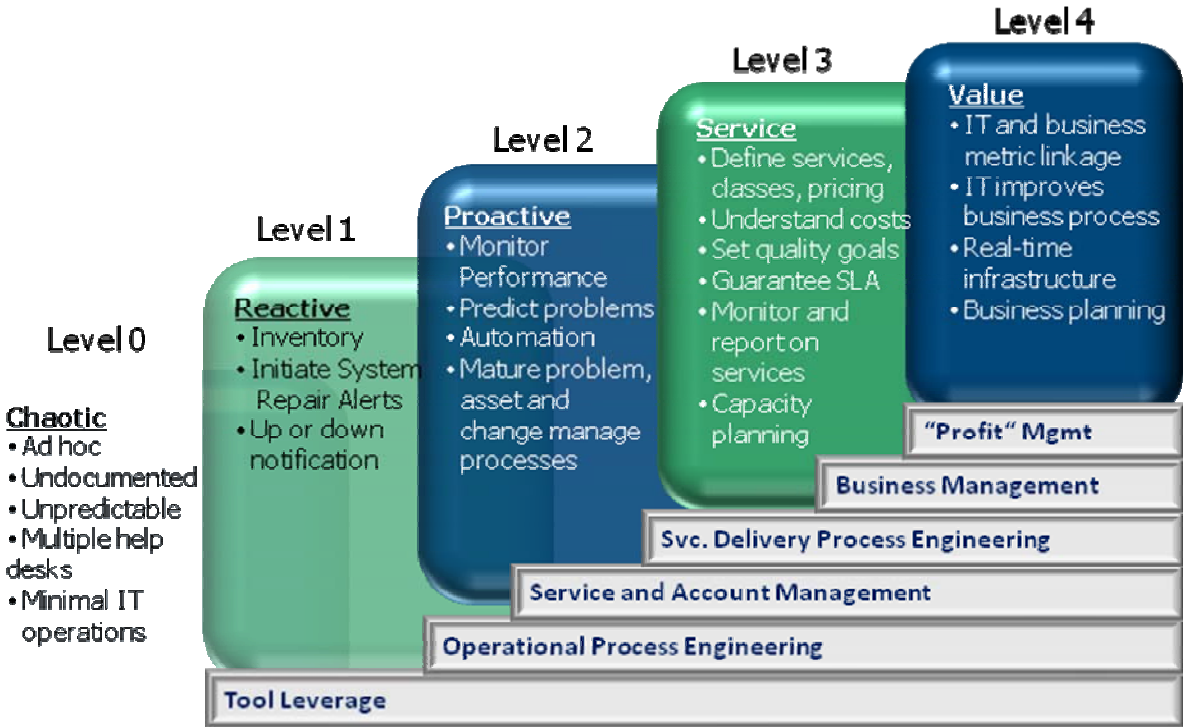 Level 0
Chaotic
• Ad hoc
• Undocumented
• Unpredictable
• Multiple help
desks
• Minimal IT
operations
Level 1
Reactive
• Inventory
• Initiate System
Repair Alerts
• Up or down
notification
Level 2
Proactive
• Monitor
Performance
• Predict problems
• Automation
• Mature problem,
asset and
change manage
processes
Level 3
Service
• Define services,
classes, pricing
• Understand costs
• Set quality goals
• Guarantee SLA
• Monitor and
report on
services
• Capacity
planning
Level 4
Value
• IT and business
metric linkage
• IT improves
business process
• Real-time
infrastructure
• Business planning
“Profit“ Mgmt
Business Management
Svc. Delivery Process Engineering
Service and Account Management
Operational Process Engineering
Tool Leverage